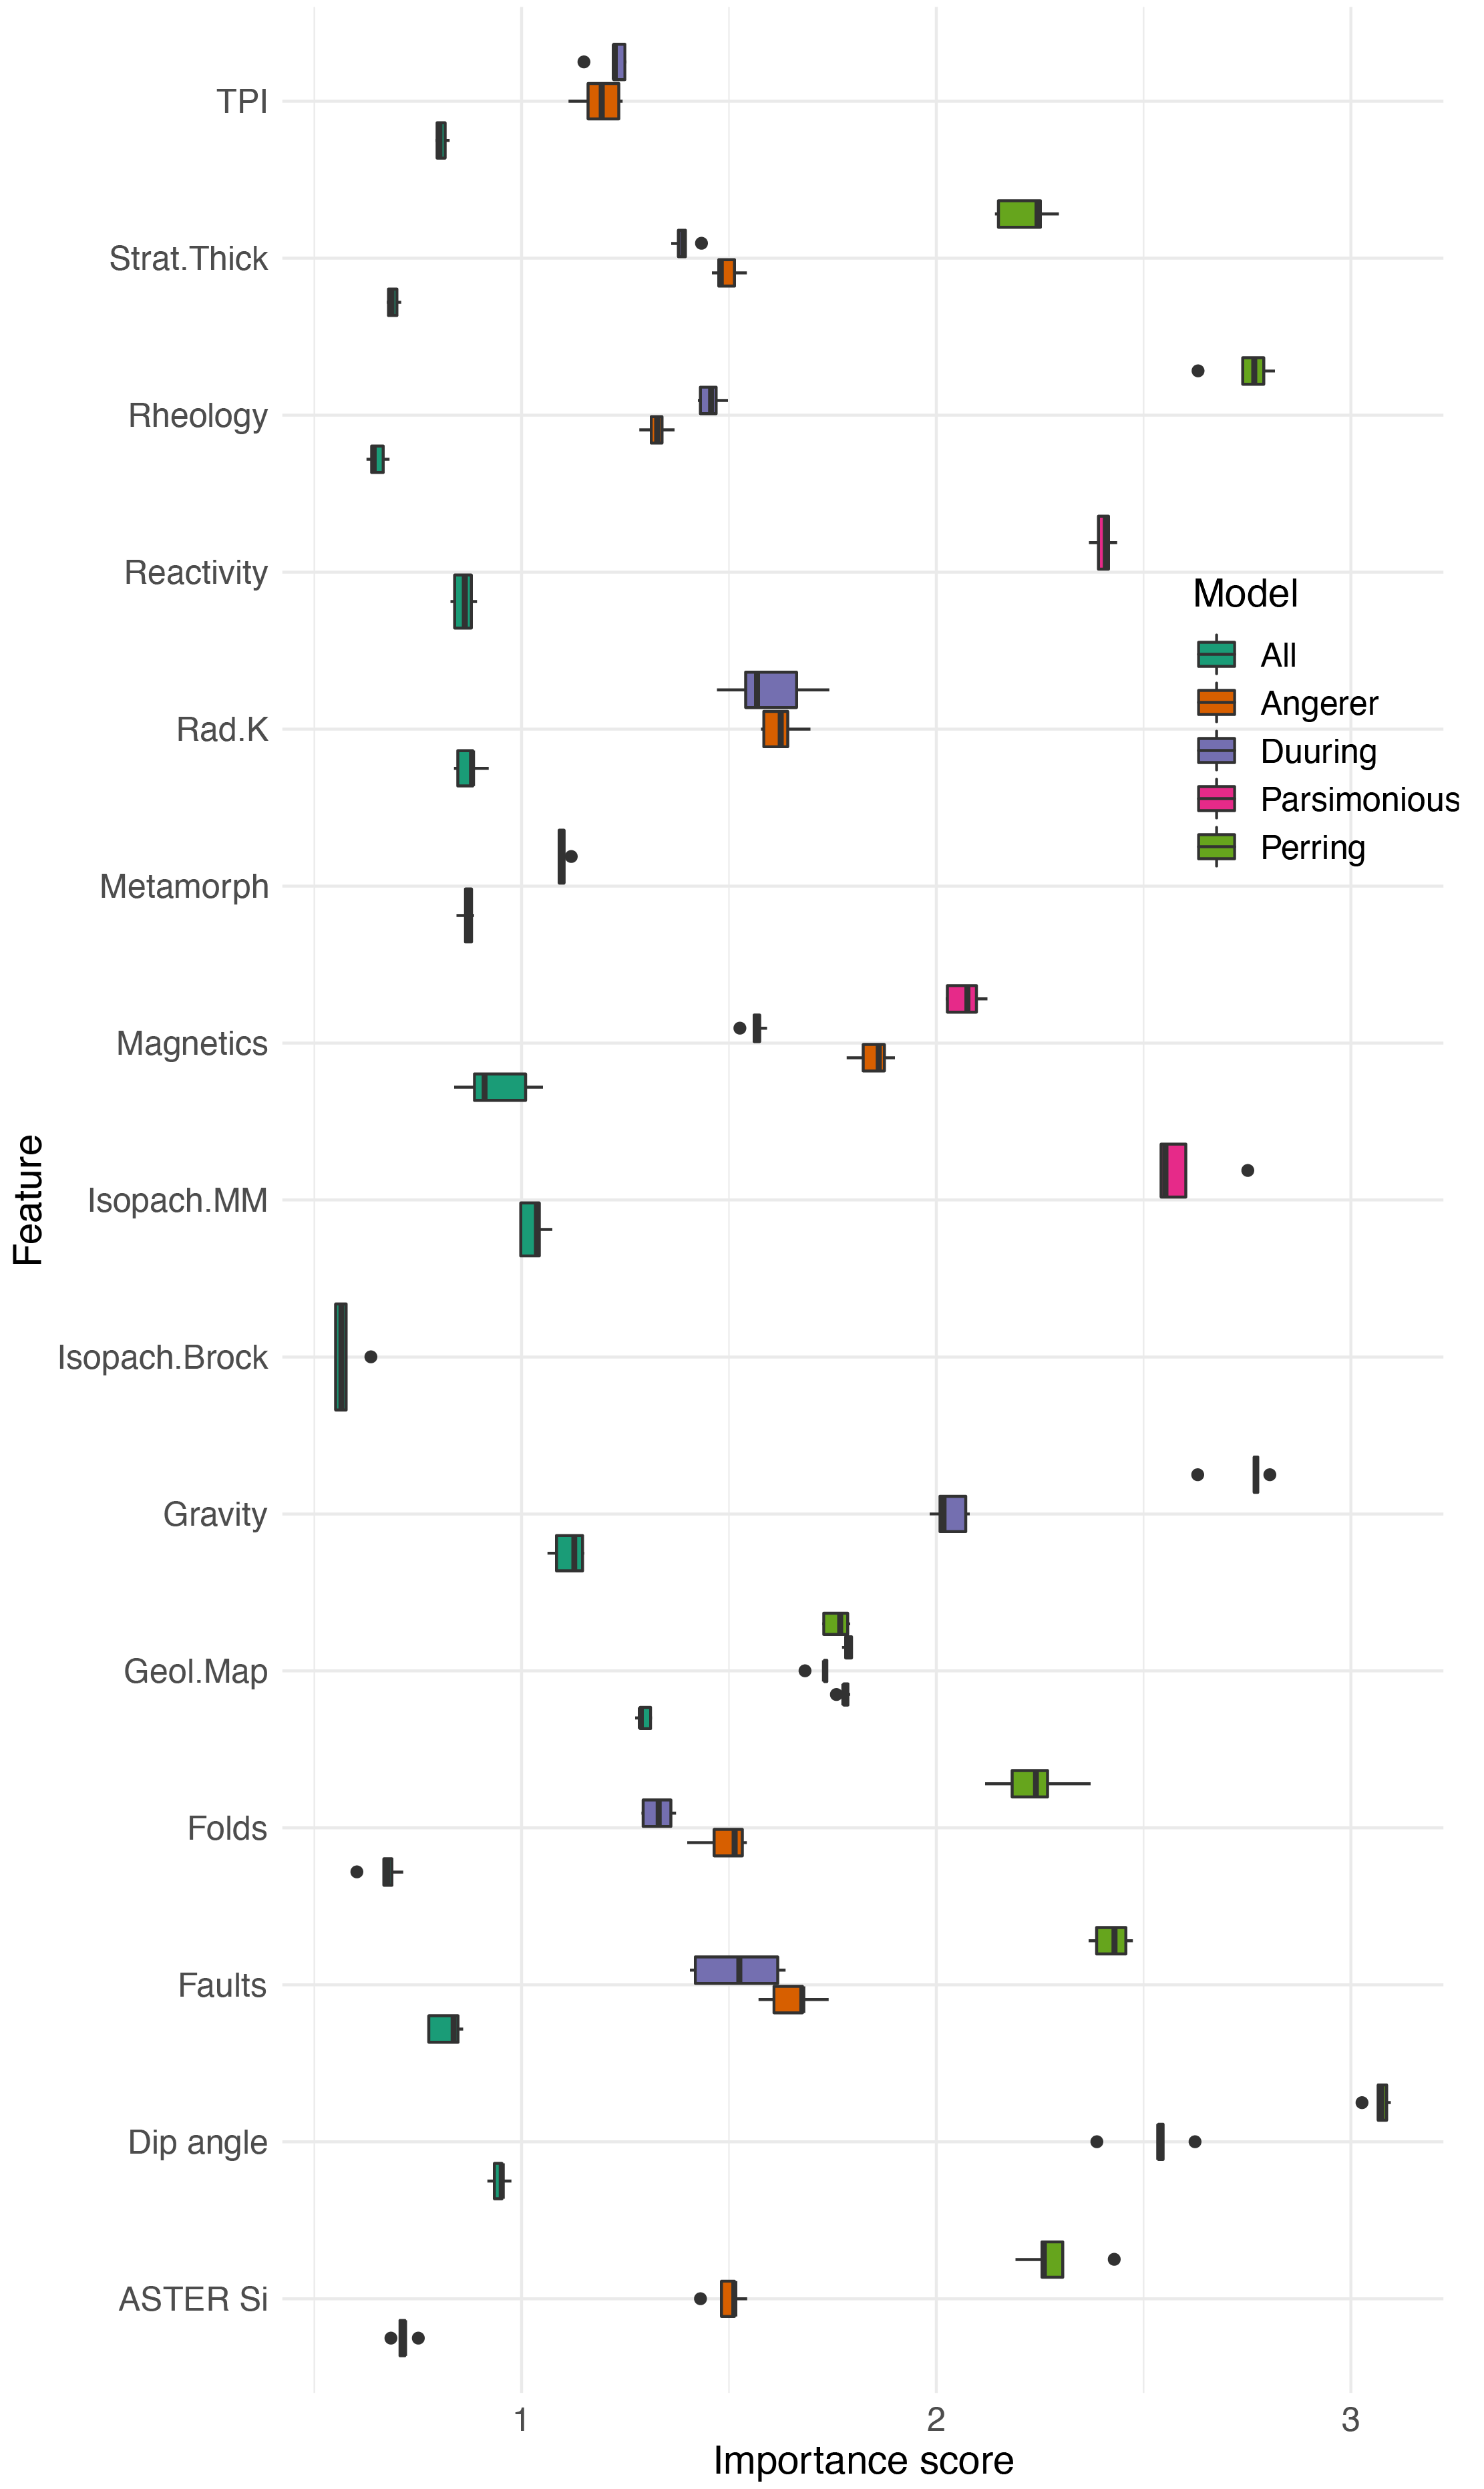 TPI
Strat.Thick
Rheology
Reactivity
Rad.K
Metamorph
Magnetics
Isopach.MM
Isopach.Brock
Gravity
Geol.Map
Folds
Faults
Dip angle
ASTER Si
Feature
Model
All
Angerer
Duuring
Parsimonious
Perring
1 2 3
Importance score